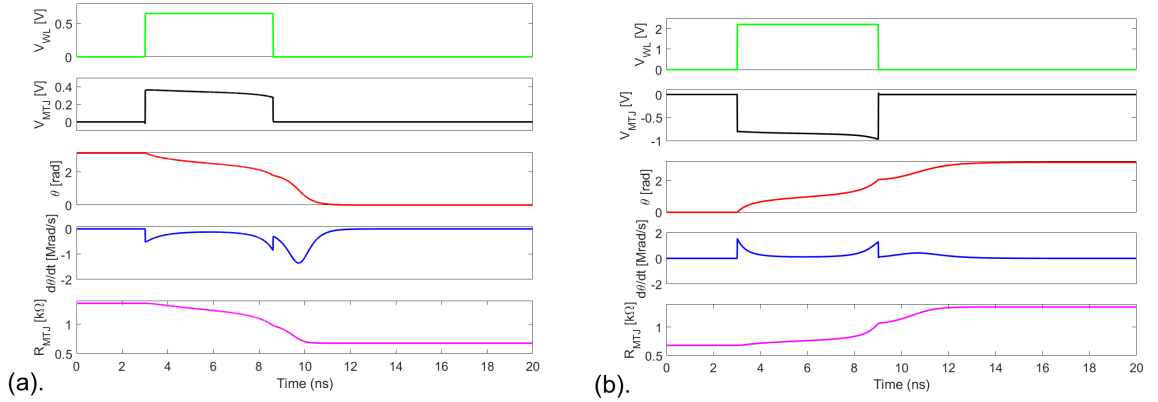 V_WL [V]
0.5
0
V_MTJ [V]
0.4
0.2
0
θ [rad]
2
0
dθ/dt [Mrad/s]
0
-1
-2
R_MTJ [kΩ]
1
0.5
0 2 4 6 8 10 12 14 16 18 20
Time (ns)
(a).
V_WL [V]
2
1
0
V_MTJ [V]
0
-0.5
-1
θ [rad]
2
0
dθ/dt [Mrad/s]
2
0
-2
R_MTJ [kΩ]
1
0.5
0 2 4 6 8 10 12 14 16 18 20
Time (ns)
(b).